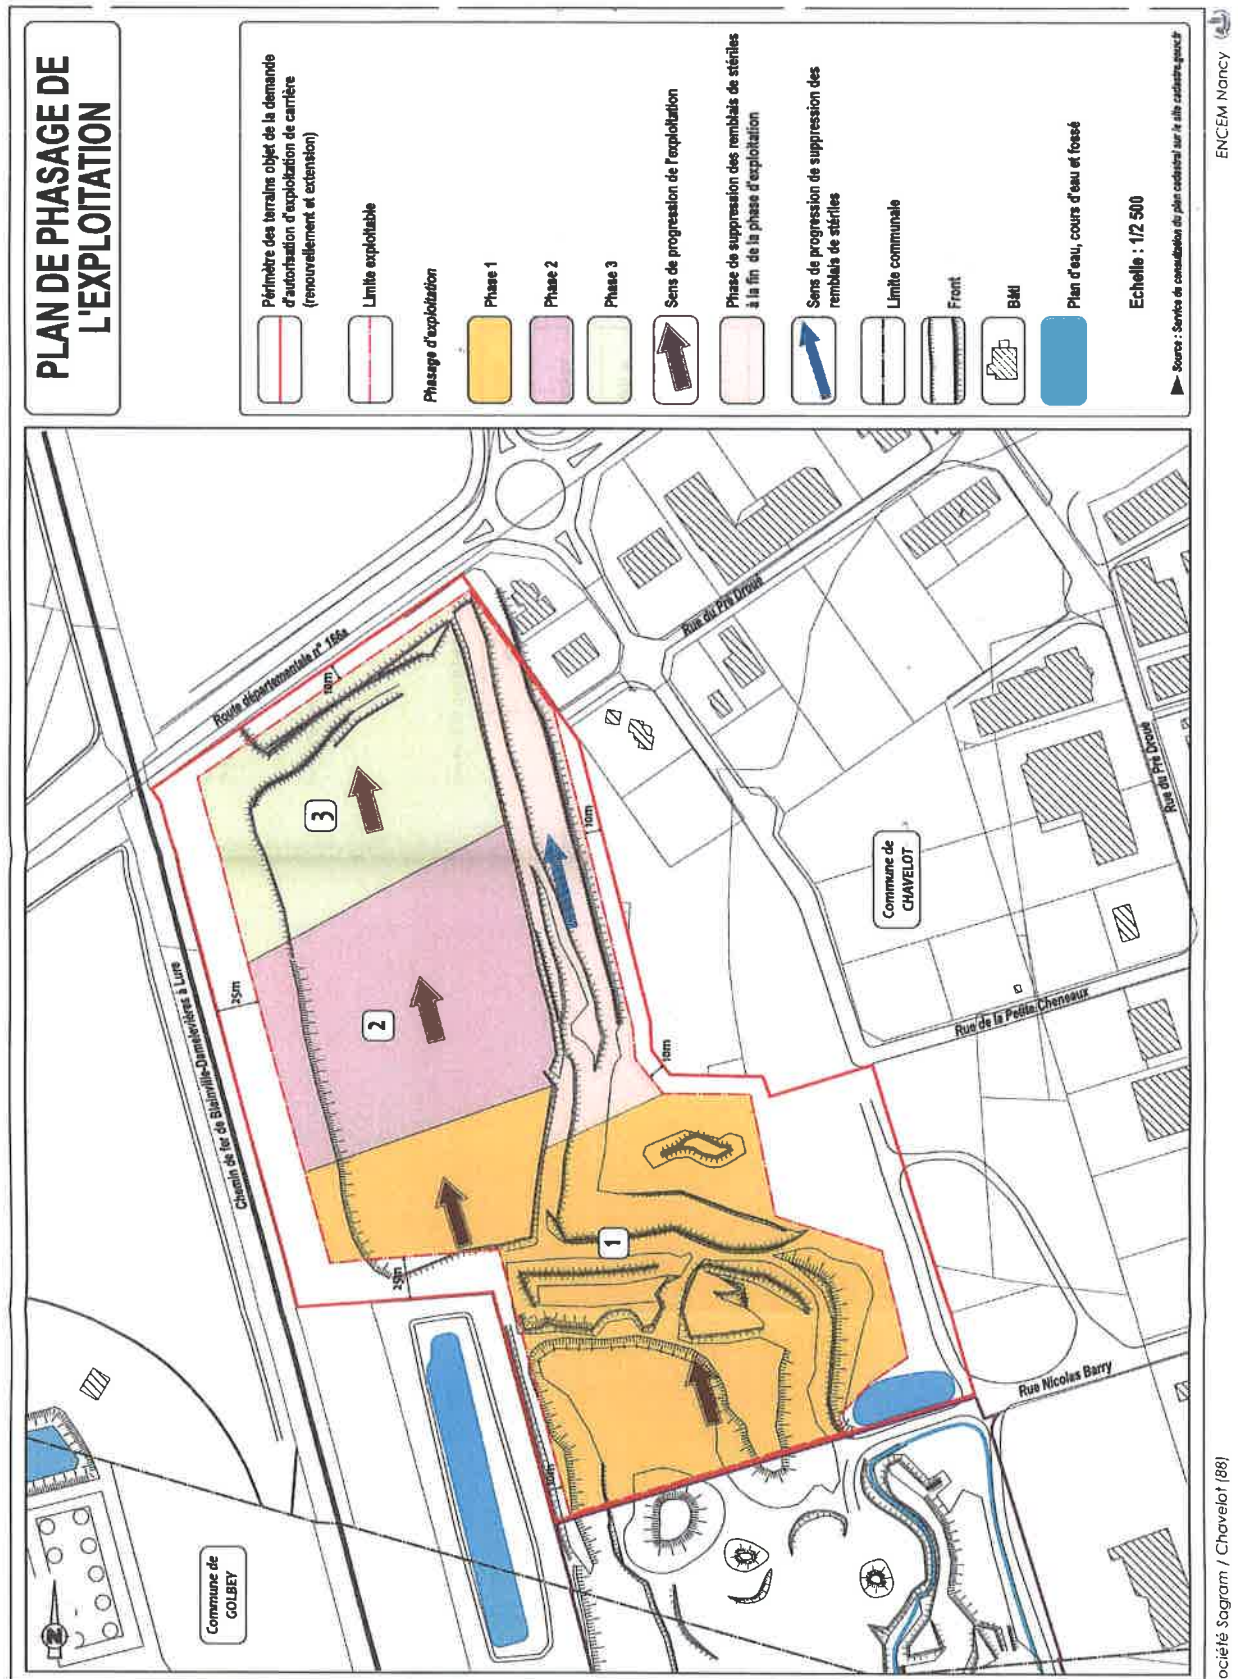 PLAN DE PHASAGE DE
L'EXPLOITATION
Périmètre des terrains objet de la demande
d'autorisation d'exploitation de carrière
(renouvellement et extension)
Limite exploitable
Phasage d'exploitation
Phase 1
Phase 2
Phase 3
Sens de progression de l'exploitation
Phase de suppression des remblais de stériles
à la fin de la phase d'exploitation
Sens de progression de suppression des
remblais de stériles
Limite communale
Front
Bâti
Plan d'eau, cours d'eau et fossé
Echelle : 1/2 500
► Source : Service de consultation du plan cadastral sur le site cadastre.gouv.fr
N
Commune de
GOLBEY
Chemin de fer de Blainville-Damelevières à Lure
Route départementale n° 166a
25m
25m
10m
10m
10m
10m
1
2
3
Commune de
CHAVELOT
Rue du Pré Droué
Rue du Pré Droué
Rue de la Petite Cheneaux
Rue Nicolas Barry
ociété Sagram / Chavelot (88)
ENCEM Nancy